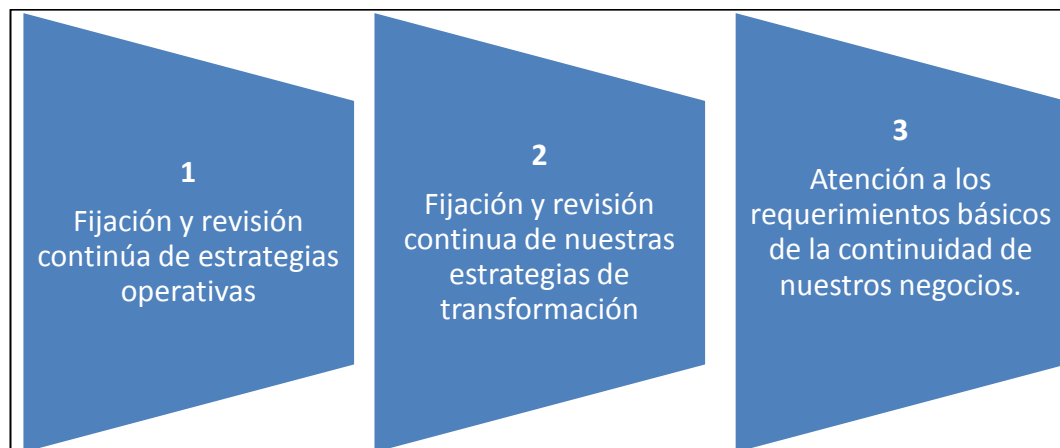 1
Fijación y revisión
continúa de estrategias
operativas
2
Fijación y revisión
continua de nuestras
estrategias de
transformación
3
Atención a los
requerimientos básicos
de la continuidad de
nuestros negocios.